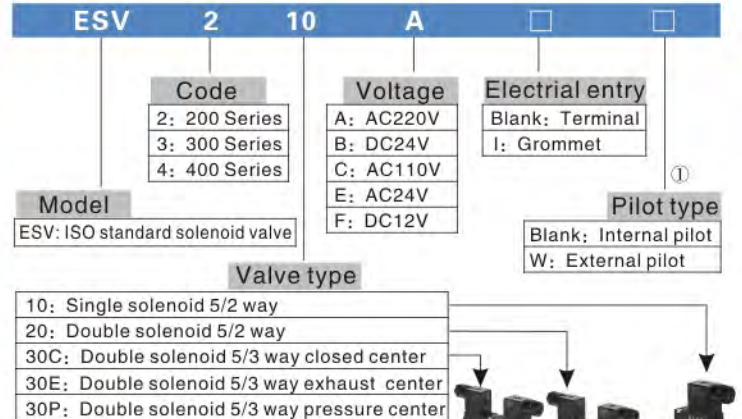 ESV 2 10 A □ □
Code
2: 200 Series
3: 300 Series
4: 400 Series
Voltage
A: AC220V
B: DC24V
C: AC110V
E: AC24V
F: DC12V
Electrial entry
Blank: Terminal
I: Grommet
①
Pilot type
Blank: Internal pilot
W: External pilot
Model
ESV: ISO standard solenoid valve
Valve type
10: Single solenoid 5/2 way
20: Double solenoid 5/2 way
30C: Double solenoid 5/3 way closed center
30E: Double solenoid 5/3 way exhaust center
30P: Double solenoid 5/3 way pressure center